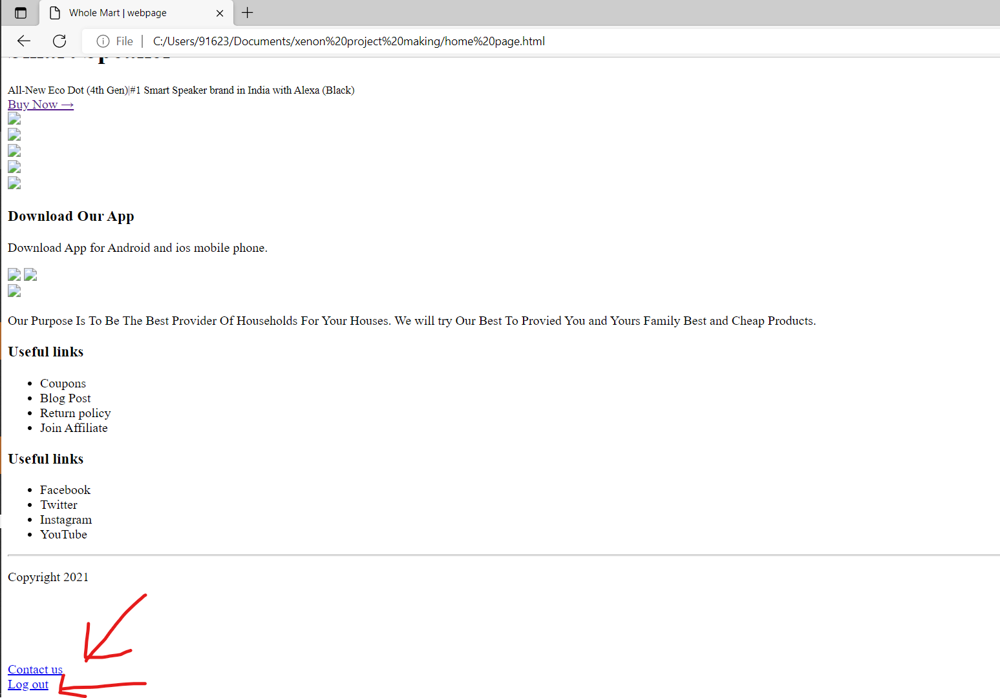 Whole Mart | webpage
File
C:/Users/91623/Documents/xenon%20project%20making/home%20page.html
All-New Eco Dot (4th Gen)|#1 Smart Speaker brand in India with Alexa (Black)
Buy Now →
Download Our App
Download App for Android and ios mobile phone.
Our Purpose Is To Be The Best Provider Of Households For Your Houses. We will try Our Best To Provied You and Yours Family Best and Cheap Products.
Useful links
Coupons
Blog Post
Return policy
Join Affiliate
Useful links
Facebook
Twitter
Instagram
YouTube
Copyright 2021
Contact us
Log out